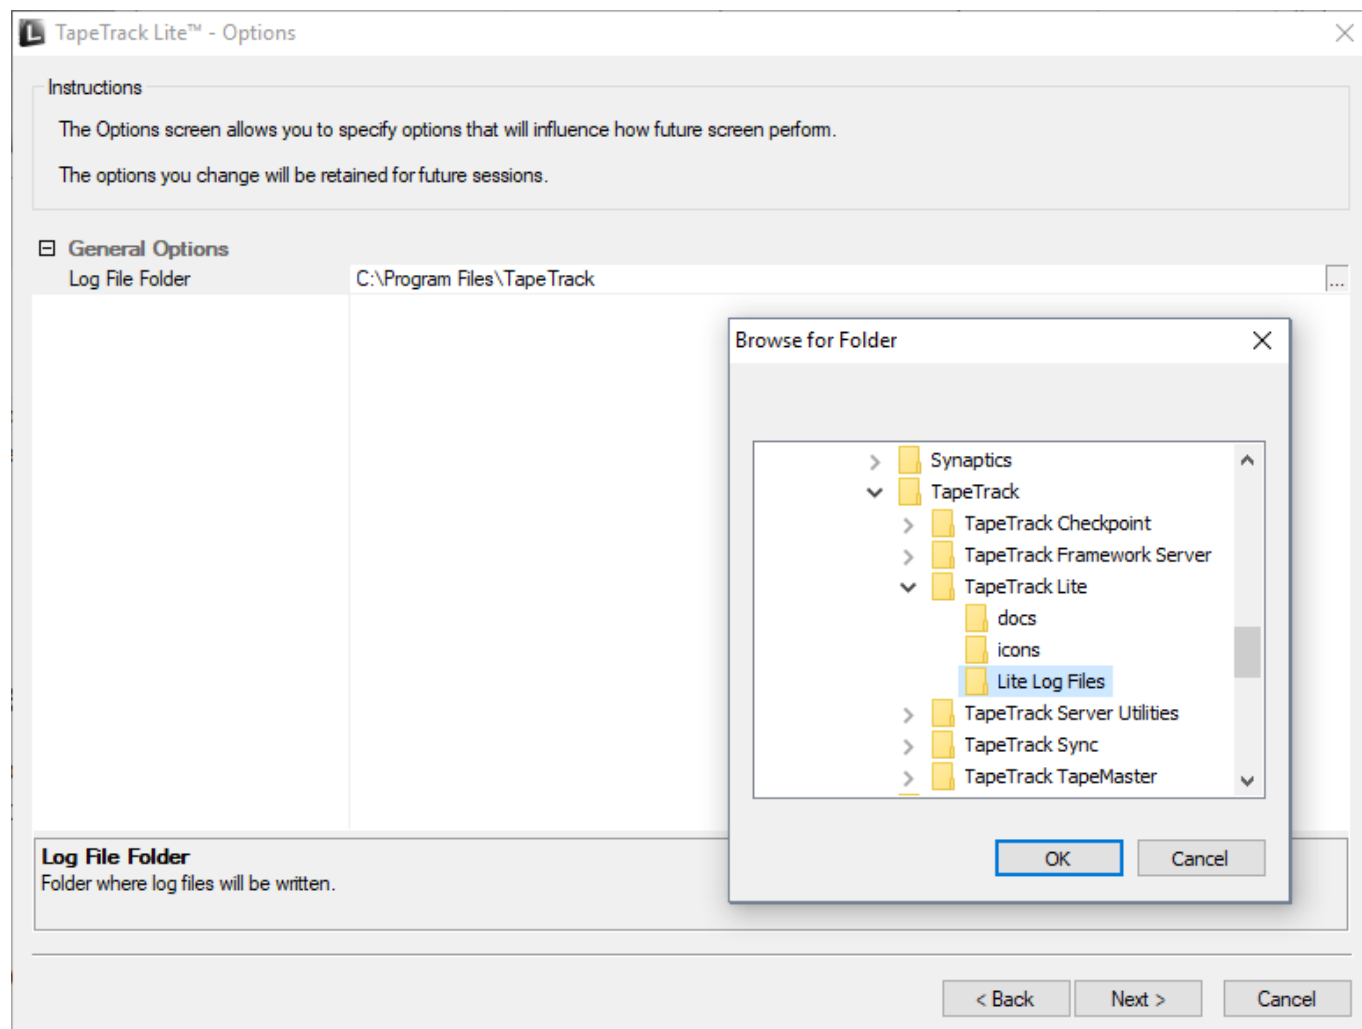 TapeTrack Lite™ - Options
Instructions
The Options screen allows you to specify options that will influence how future screen perform.
The options you change will be retained for future sessions.
General Options
Log File Folder
C:\Program Files\TapeTrack
...
Browse for Folder
Synaptics
TapeTrack
TapeTrack Checkpoint
TapeTrack Framework Server
TapeTrack Lite
docs
icons
Lite Log Files
TapeTrack Server Utilities
TapeTrack Sync
TapeTrack TapeMaster
OK
Cancel
Log File Folder
Folder where log files will be written.
< Back
Next >
Cancel